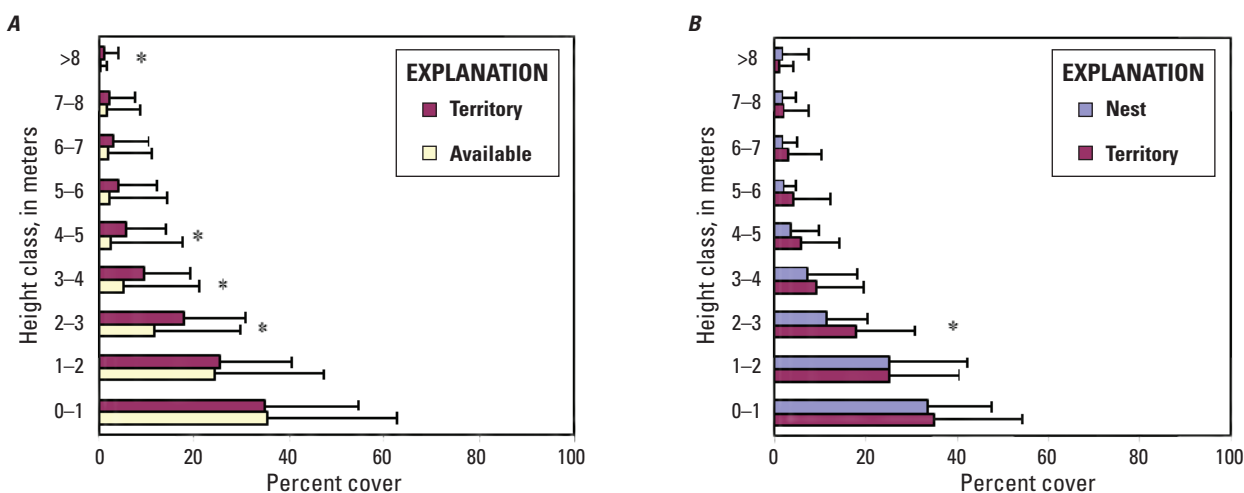 A
Height class, in meters
>8
7–8
6–7
5–6
4–5
3–4
2–3
1–2
0–1
*
*
*
*
EXPLANATION
Territory
Available
0
20
40
60
80
100
Percent cover
B
Height class, in meters
>8
7–8
6–7
5–6
4–5
3–4
2–3
1–2
0–1
*
EXPLANATION
Nest
Territory
0
20
40
60
80
100
Percent cover